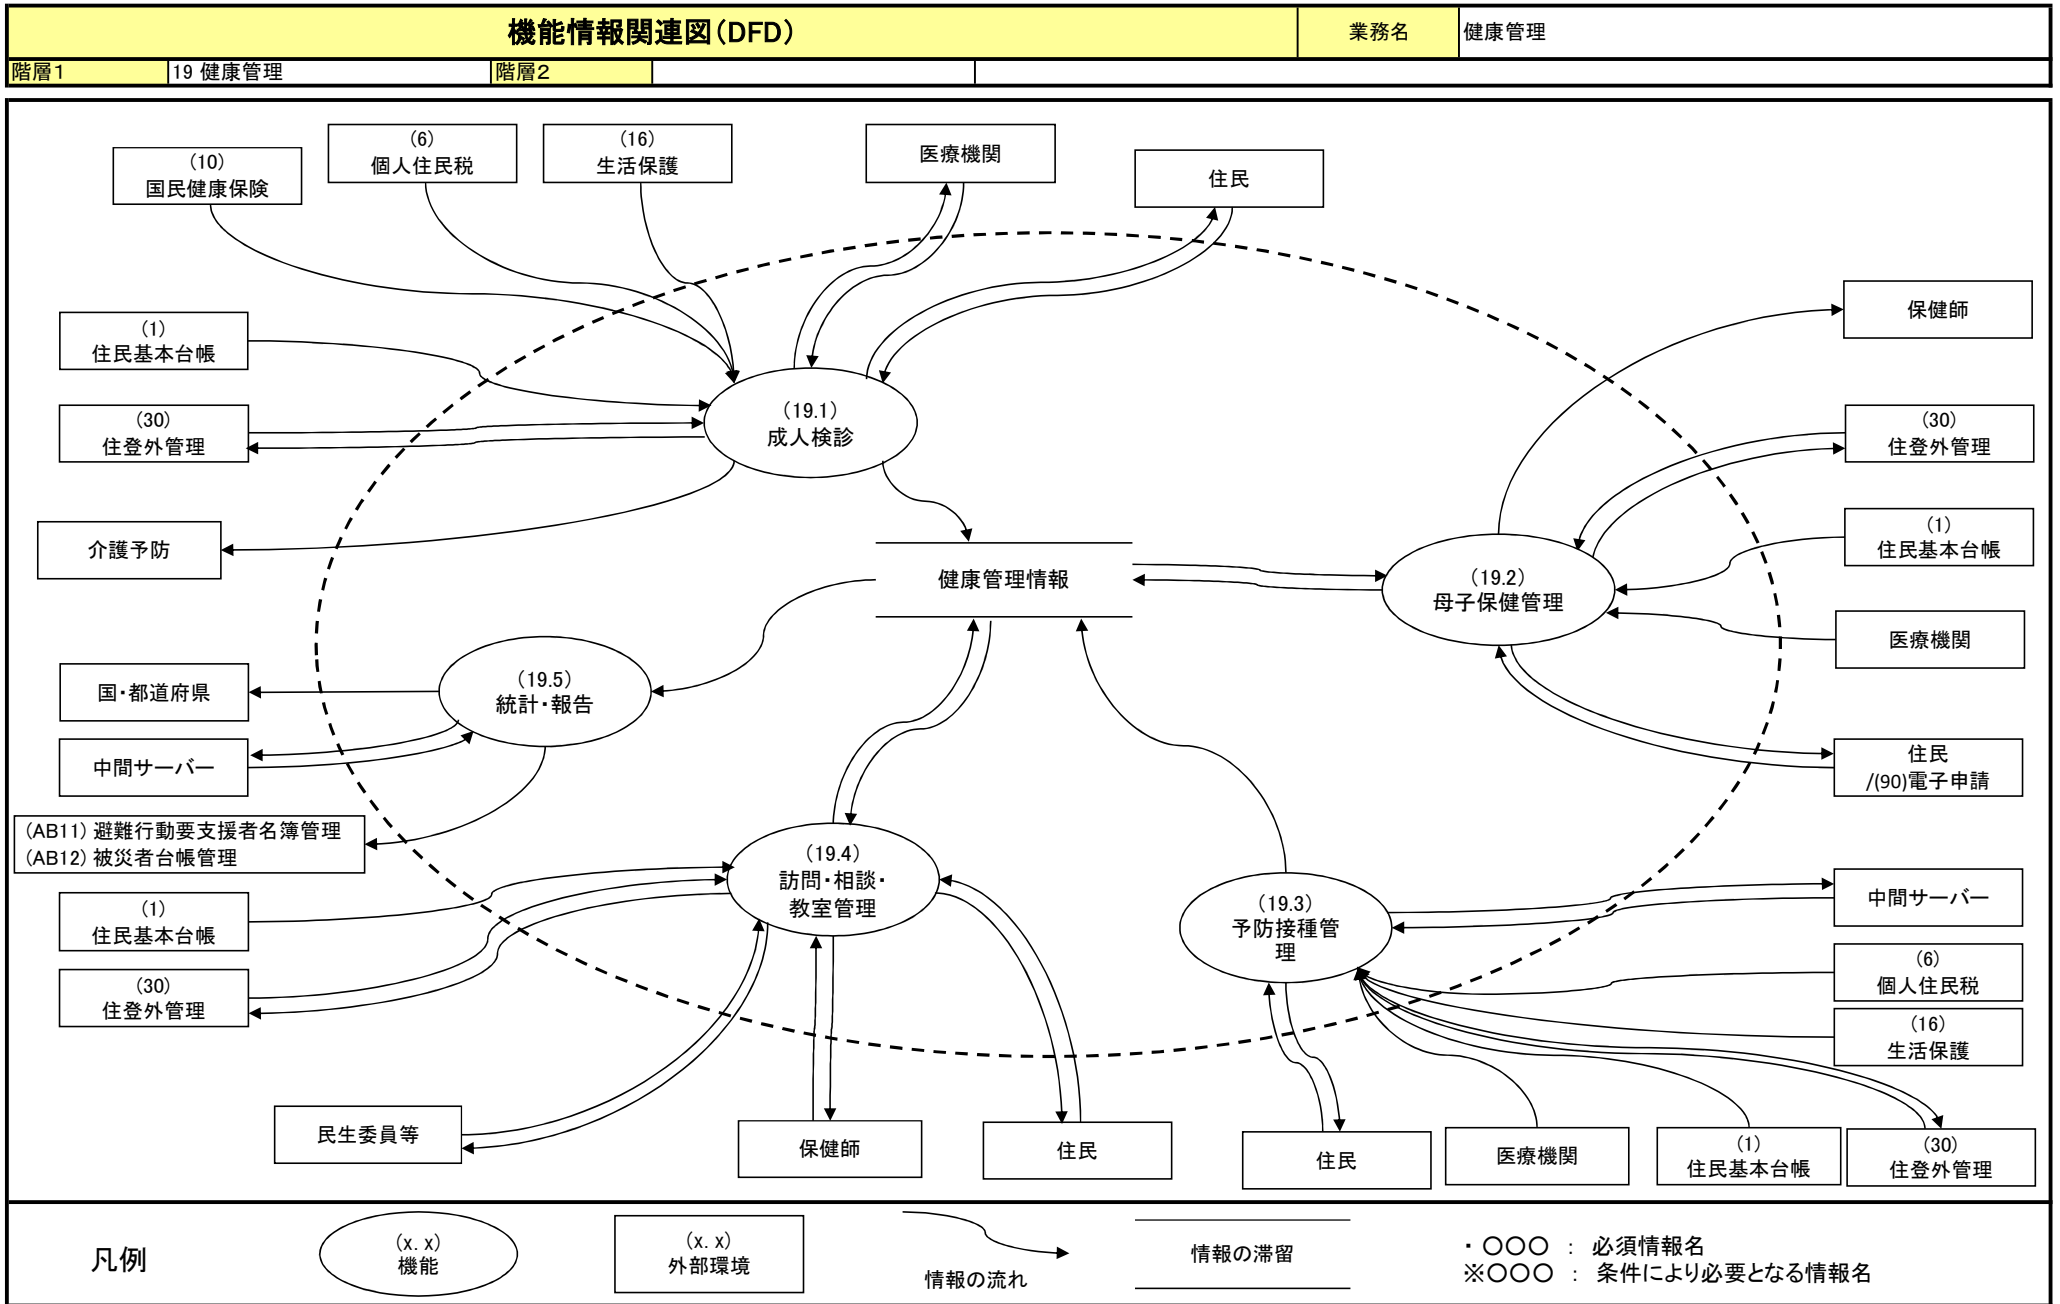 機能情報関連図（DFD）
業務名
健康管理
階層１
19 健康管理
階層２
（10）
国民健康保険
（6）
個人住民税
（16）
生活保護
医療機関
住民
（1）
住民基本台帳
（30）
住登外管理
介護予防
（19.1）
成人検診
保健師
（30）
住登外管理
（1）
住民基本台帳
医療機関
健康管理情報
（19.2）
母子保健管理
住民
/(90)電子申請
（19.5）
統計・報告
国・都道府県
中間サーバー
（AB11）避難行動要支援者名簿管理
（AB12）被災者台帳管理
（1）
住民基本台帳
（30）
住登外管理
（19.4）
訪問・相談・
教室管理
（19.3）
予防接種管
理
中間サーバー
（6）
個人住民税
（16）
生活保護
民生委員等
保健師
住民
住民
医療機関
（1）
住民基本台帳
（30）
住登外管理
凡例
（x. x）
機能
（x. x）
外部環境
情報の流れ
情報の滞留
・ 〇〇〇 ： 必須情報名
※〇〇〇 ： 条件により必要となる情報名